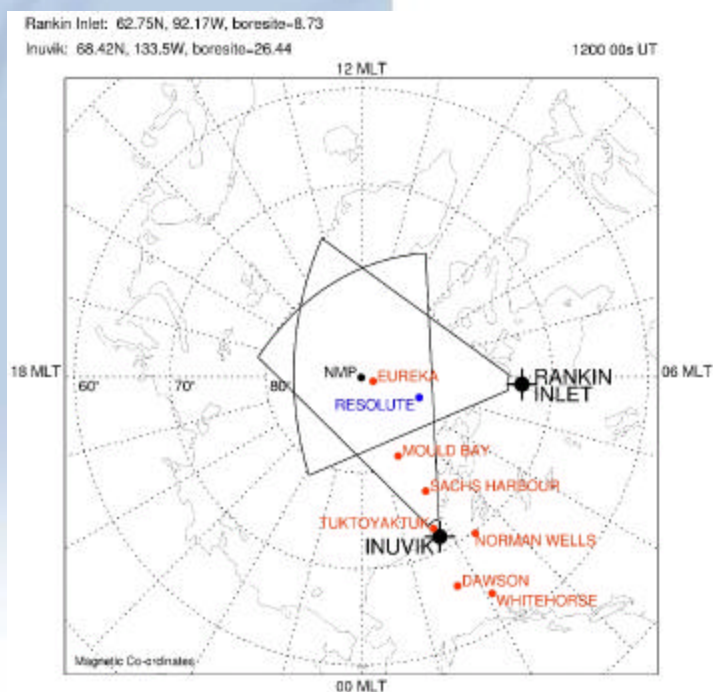 Rankin Inlet: 62.75N, 92.17W, boresite=8.73
Inuvik: 68.42N, 133.5W, boresite=26.44
1200 00s UT
12 MLT
18 MLT
60°
70°
80°
NMP
EUREKA
RESOLUTE
RANKIN
INLET
06 MLT
MOULD BAY
SACHS HARBOUR
TUKTOYAKTUK
INUVIK
NORMAN WELLS
DAWSON
WHITEHORSE
Magnetic Co-ordinates
00 MLT